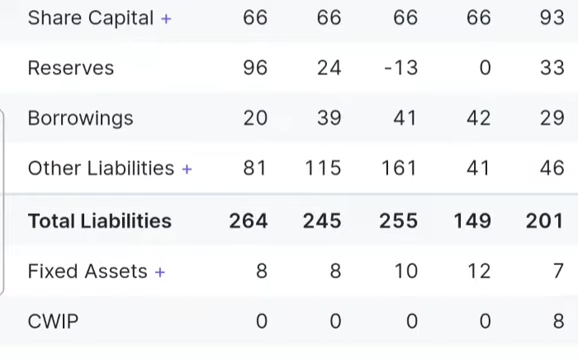 Share Capital + 66 66 66 66 93
Reserves 96 24 -13 0 33
Borrowings 20 39 41 42 29
Other Liabilities + 81 115 161 41 46
Total Liabilities 264 245 255 149 201
Fixed Assets + 8 8 10 12 7
CWIP 0 0 0 0 8